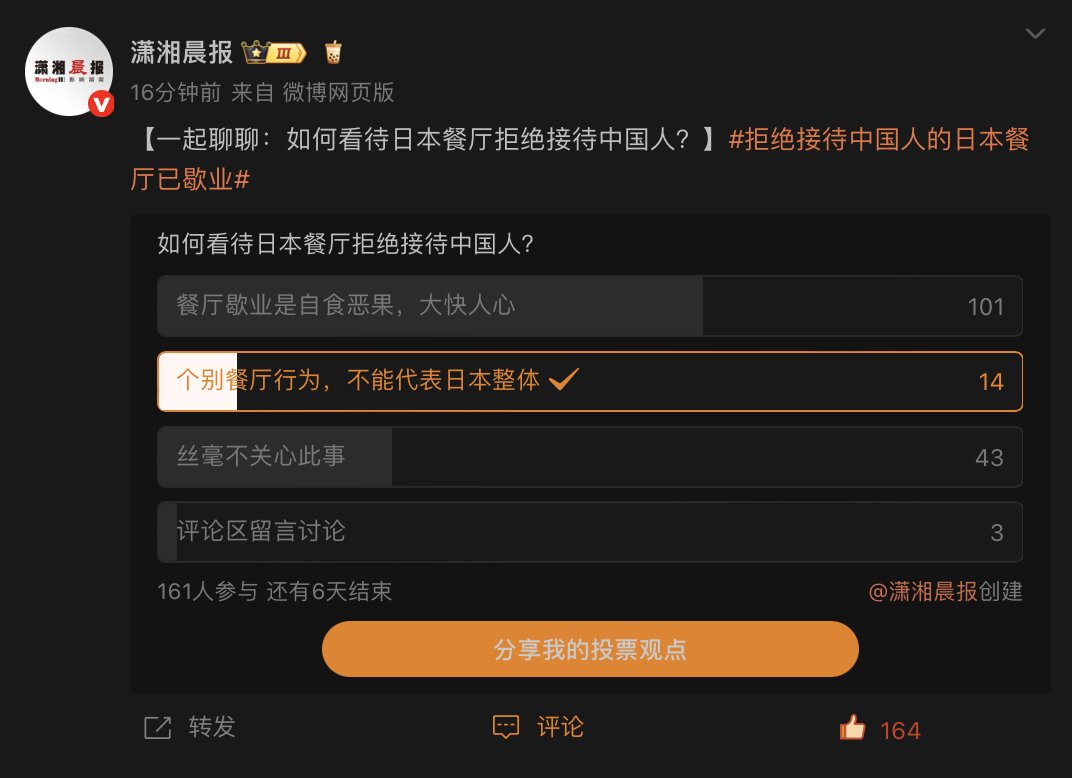 潇湘晨报
III
潇湘晨报
16分钟前 来自 微博网页版
【一起聊聊：如何看待日本餐厅拒绝接待中国人？】#拒绝接待中国人的日本餐
厅已歇业#
如何看待日本餐厅拒绝接待中国人?
餐厅歇业是自食恶果，大快人心 101
个别餐厅行为，不能代表日本整体 14
丝毫不关心此事 43
评论区留言讨论 3
161人参与 还有6天结束 @潇湘晨报创建
分享我的投票观点
转发 评论 164